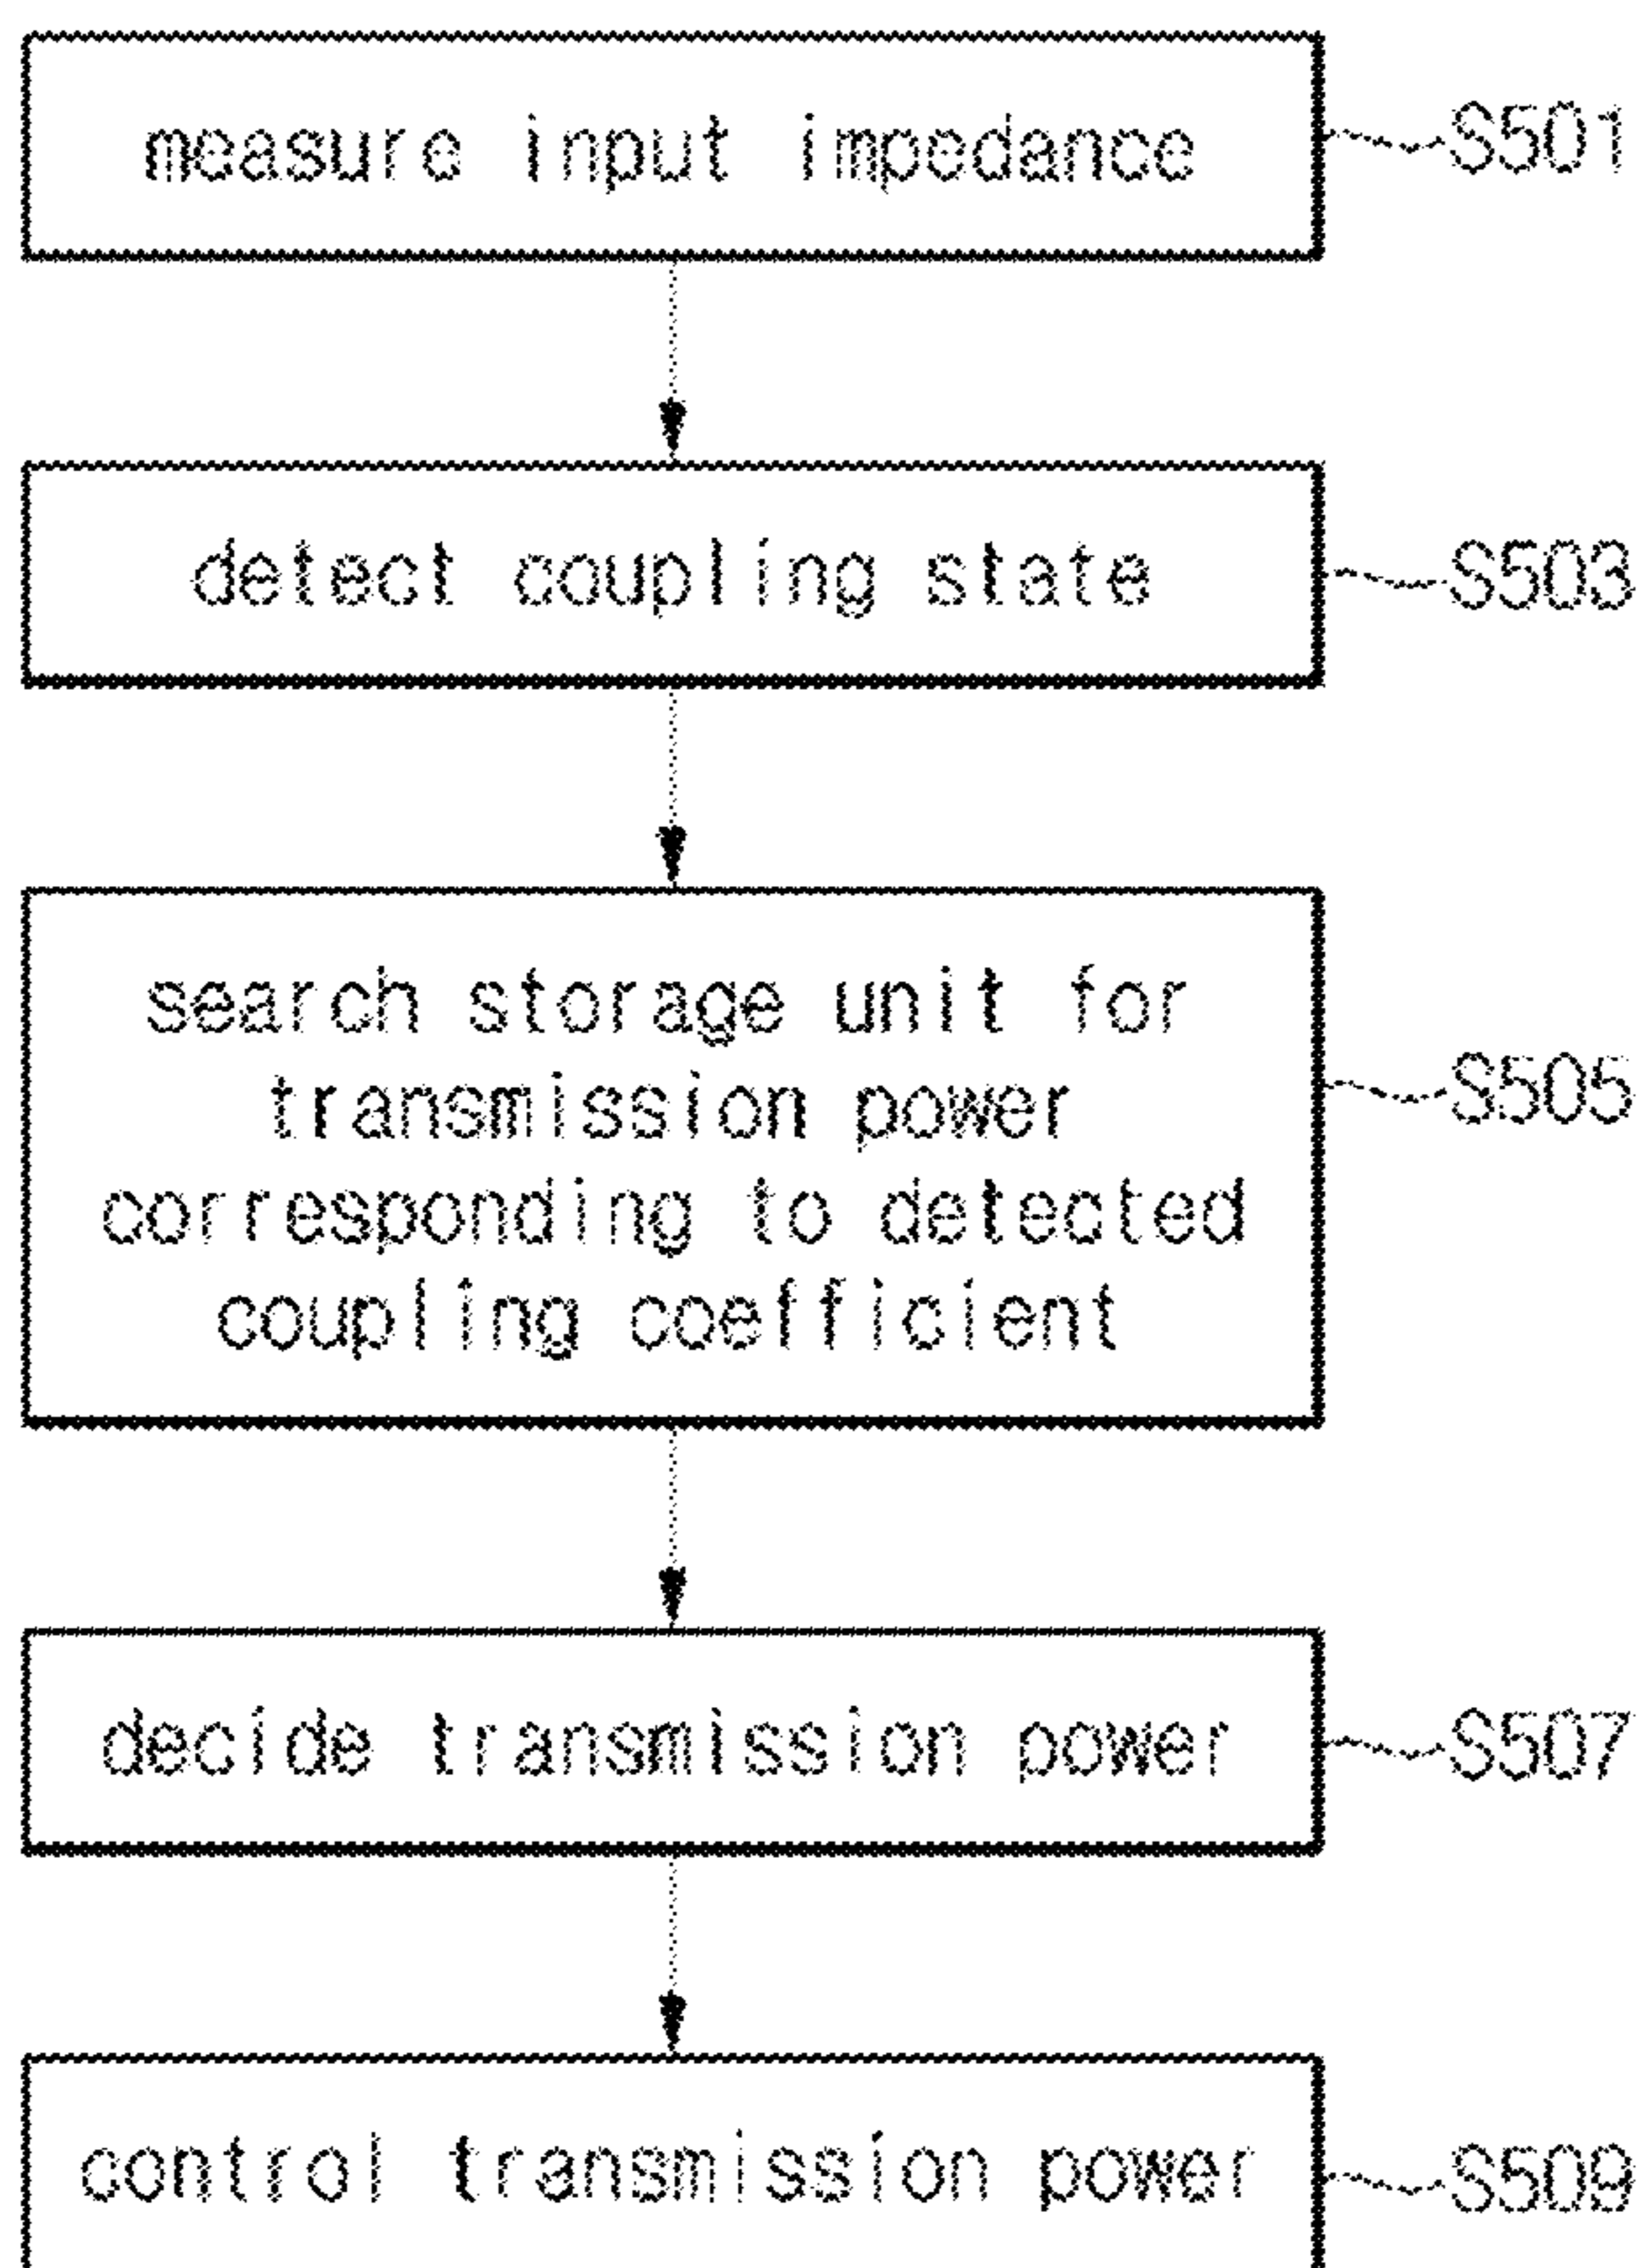 measure input impedance
S501
detect coupling state
S503
search storage unit for
transmission power
corresponding to detected
coupling coefficient
S505
decide transmission power
S507
control transmission power
S509